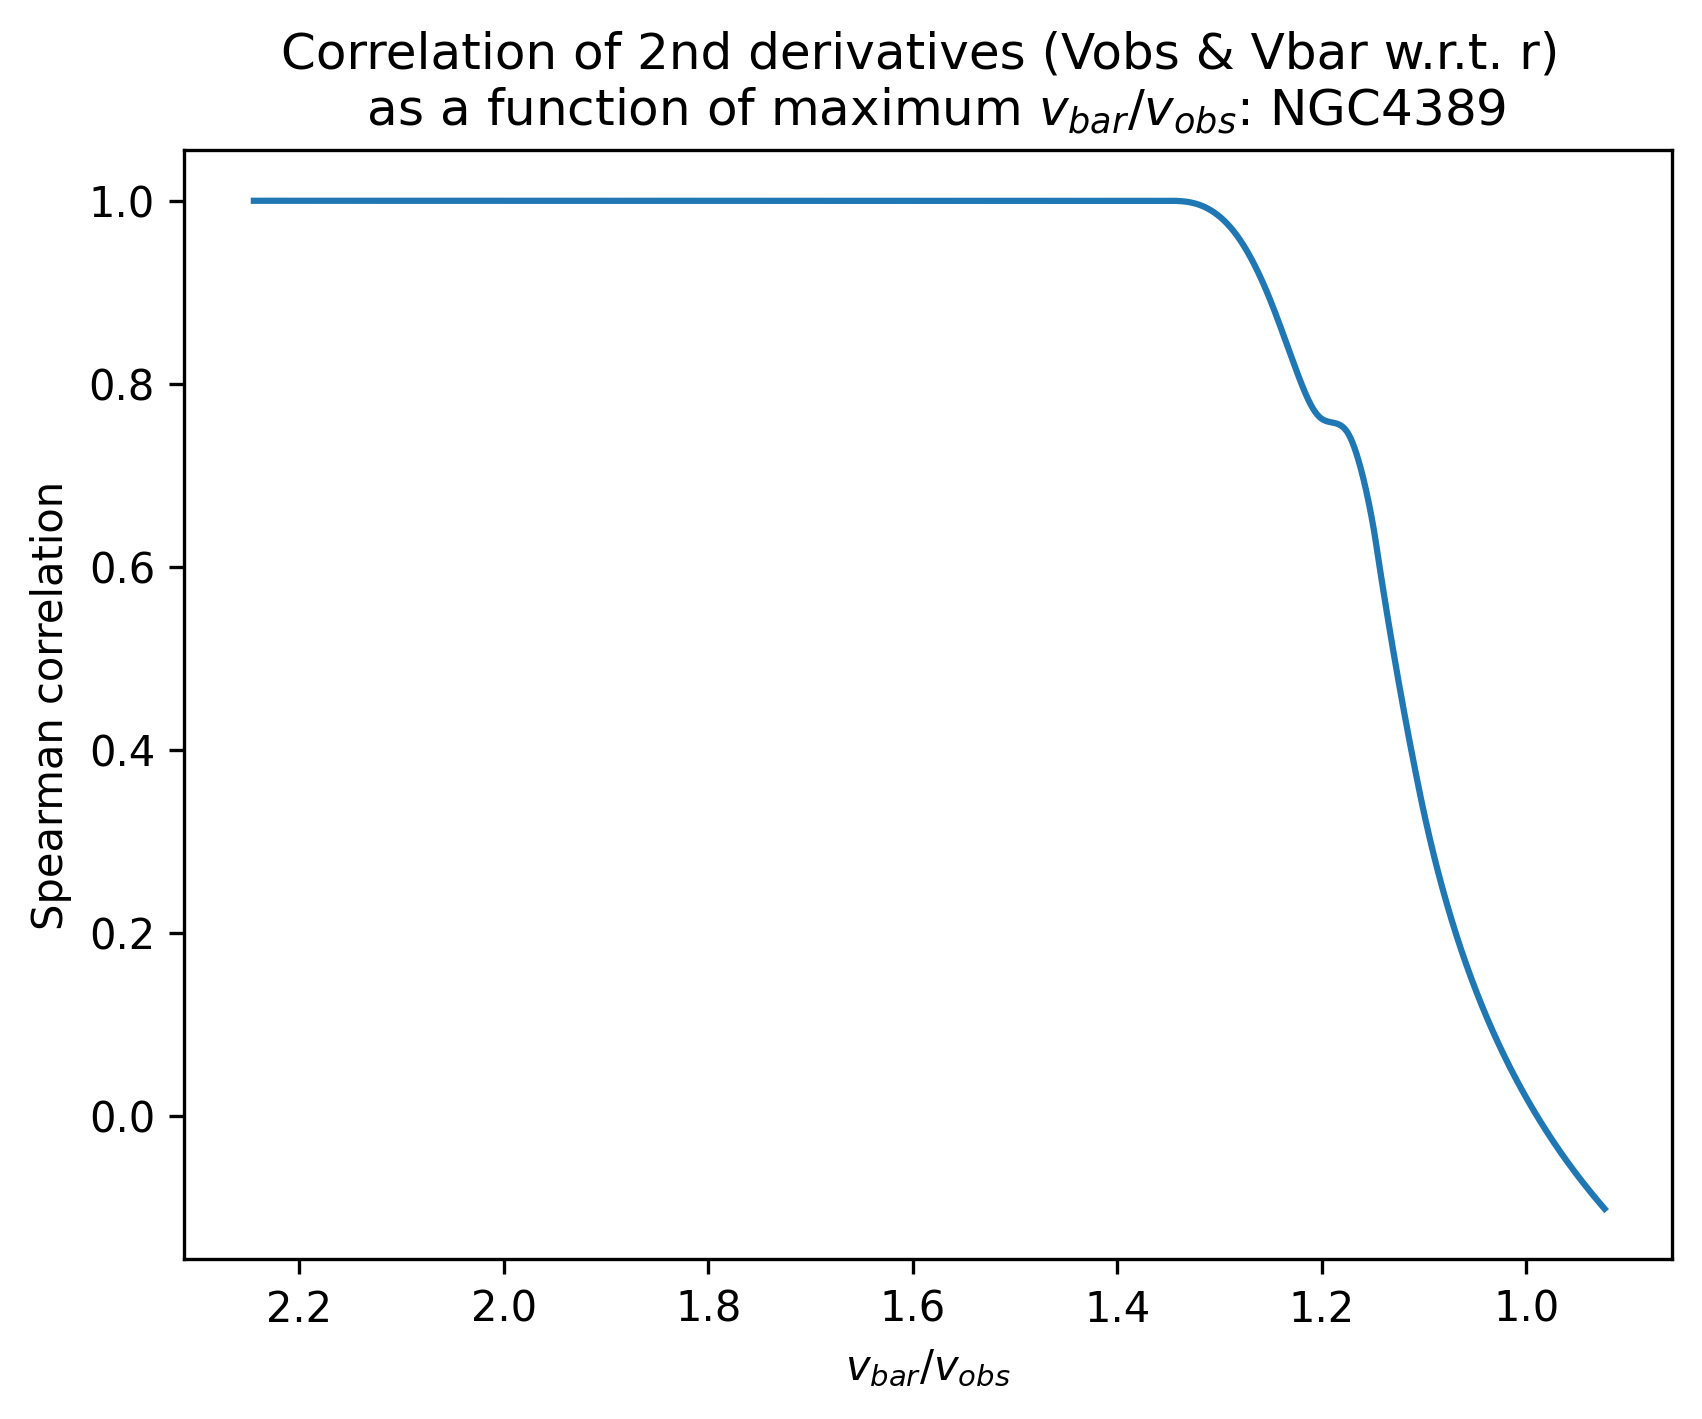 Correlation of 2nd derivatives (Vobs & Vbar w.r.t. r)
as a function of maximum v_bar/v_obs: NGC4389
1.0
0.8
0.6
0.4
0.2
0.0
Spearman correlation
2.2 2.0 1.8 1.6 1.4 1.2 1.0
v_bar/v_obs